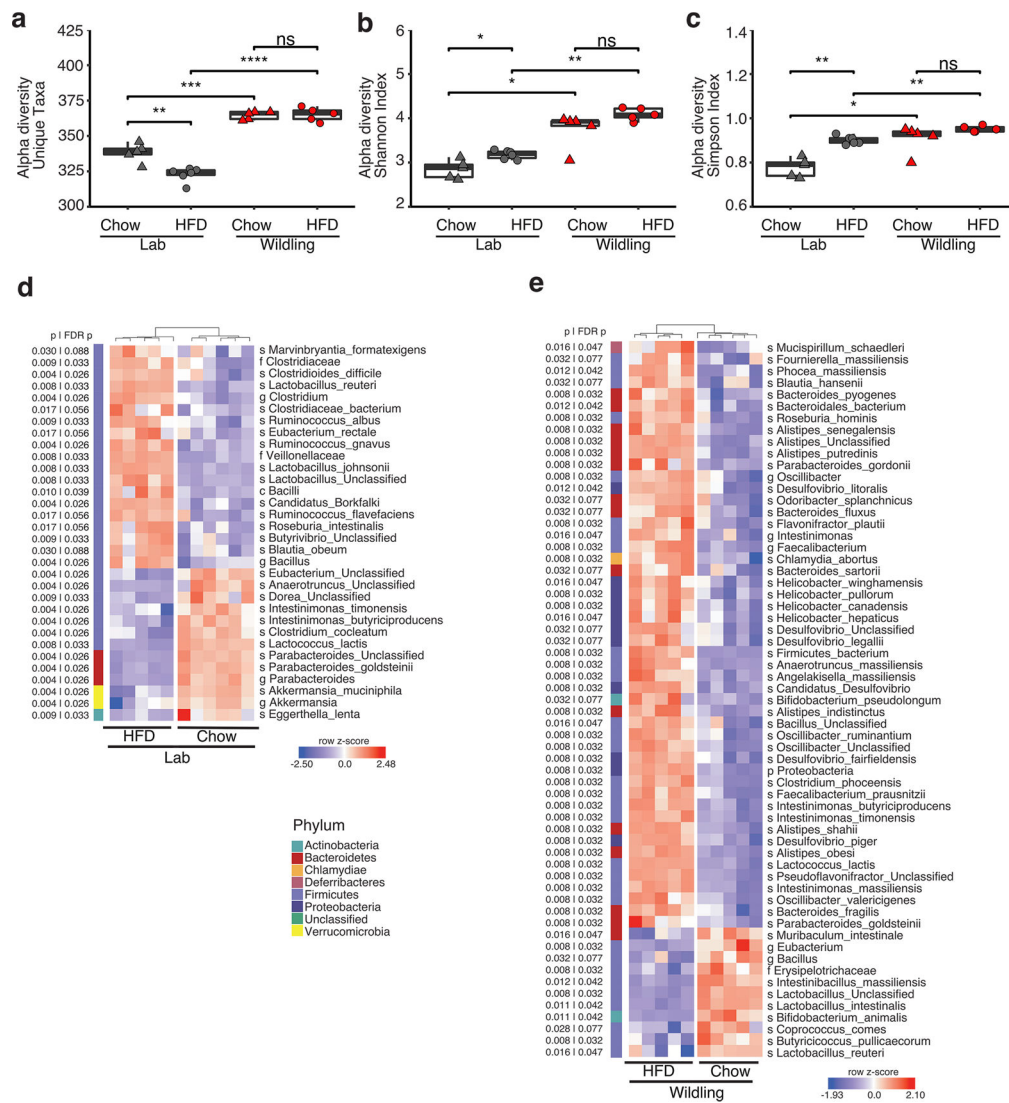 a
b
c
425
400
375
350
325
300
Alpha diversity
Unique Taxa
ns
****
***
**
Chow HFD Chow HFD
Lab Wildling
6
5
4
3
2
Alpha diversity
Shannon Index
*
ns
**
*
Chow HFD Chow HFD
Lab Wildling
1.4
1.2
1.0
0.8
0.6
Alpha diversity
Simpson Index
**
ns
**
*
Chow HFD Chow HFD
Lab Wildling
d
p I FDR p
0.030 I 0.088 s Marvinbryantia_formatexigens
0.009 I 0.033 f Clostridiaceae
0.004 I 0.026 s Clostridioides_difficile
0.008 I 0.033 s Lactobacillus_reuteri
0.004 I 0.026 g Clostridium
0.017 I 0.056 s Clostridiaceae_bacterium
0.009 I 0.033 s Ruminococcus_albus
0.017 I 0.056 s Eubacterium_rectale
0.004 I 0.026 s Ruminococcus_gnavus
0.008 I 0.033 f Veillonellaceae
0.008 I 0.033 s Lactobacillus_johnsonii
0.008 I 0.033 s Lactobacillus_Unclassified
0.010 I 0.039 c Bacilli
0.004 I 0.026 s Candidatus_Borkfalki
0.017 I 0.056 s Ruminococcus_flavefaciens
0.017 I 0.056 s Roseburia_intestinalis
0.009 I 0.033 s Butyrivibrio_Unclassified
0.030 I 0.088 s Blautia_obeum
0.004 I 0.026 g Bacillus
0.004 I 0.026 s Eubacterium_Unclassified
0.004 I 0.026 s Anaerotruncus_Unclassified
0.009 I 0.033 s Dorea_Unclassified
0.004 I 0.026 s Intestinimonas_timonensis
0.004 I 0.026 s Intestinimonas_butyriciproducens
0.004 I 0.026 s Clostridium_cocleatum
0.008 I 0.033 s Lactococcus_lactis
0.004 I 0.026 s Parabacteroides_Unclassified
0.004 I 0.026 s Parabacteroides_goldsteinii
0.004 I 0.026 g Parabacteroides
0.004 I 0.026 s Akkermansia_muciniphila
0.004 I 0.026 g Akkermansia
0.009 I 0.033 s Eggerthella_lenta
HFD Chow
Lab
row z-score
-2.50 0.0 2.48
Phylum
Actinobacteria
Bacteroidetes
Chlamydiae
Deferribacteres
Firmicutes
Proteobacteria
Unclassified
Verrucomicrobia
e
p I FDR p
0.016 I 0.047 s Mucispirillum_schaedleri
0.032 I 0.077 s Fournierella_massiliensis
0.012 I 0.042 s Phocea_massiliensis
0.032 I 0.077 s Blautia_hansenii
0.008 I 0.032 s Bacteroides_pyogenes
0.012 I 0.042 s Bacteroidales_bacterium
0.008 I 0.032 s Roseburia_hominis
0.008 I 0.032 s Alistipes_senegalensis
0.008 I 0.032 s Alistipes_Unclassified
0.008 I 0.032 s Alistipes_putredinis
0.008 I 0.032 s Parabacteroides_gordonii
0.008 I 0.032 g Oscillibacter
0.012 I 0.042 s Desulfovibrio_litoralis
0.032 I 0.077 s Odoribacter_splanchnicus
0.032 I 0.077 s Bacteroides_fluxus
0.008 I 0.032 s Flavonifractor_plautii
0.016 I 0.047 g Intestinimonas
0.008 I 0.032 g Faecalibacterium
0.008 I 0.032 s Chlamydia_abortus
0.032 I 0.077 s Bacteroides_sartorii
0.016 I 0.047 s Helicobacter_winghamensis
0.008 I 0.032 s Helicobacter_pullorum
0.008 I 0.032 s Helicobacter_canadensis
0.016 I 0.047 s Helicobacter_hepaticus
0.032 I 0.077 s Desulfovibrio_Unclassified
0.032 I 0.077 s Desulfovibrio_legallii
0.008 I 0.032 s Firmicutes_bacterium
0.008 I 0.032 s Anaerotruncus_massiliensis
0.008 I 0.032 s Angelakisella_massiliensis
0.008 I 0.032 s Candidatus_Desulfovibrio
0.032 I 0.077 s Bifidobacterium_pseudolongum
0.008 I 0.032 s Alistipes_indistinctus
0.016 I 0.047 s Bacillus_Unclassified
0.008 I 0.032 s Oscillibacter_ruminantium
0.008 I 0.032 s Oscillibacter_Unclassified
0.008 I 0.032 s Desulfovibrio_fairfieldensis
0.008 I 0.032 p Proteobacteria
0.008 I 0.032 s Clostridium_phoceensis
0.008 I 0.032 s Faecalibacterium_prausnitzii
0.008 I 0.032 s Intestinimonas_butyriciproducens
0.008 I 0.032 s Intestinimonas_timonensis
0.008 I 0.032 s Alistipes_shahii
0.008 I 0.032 s Desulfovibrio_piger
0.008 I 0.032 s Alistipes_obesi
0.008 I 0.032 s Lactococcus_lactis
0.008 I 0.032 s Pseudoflavonifractor_Unclassified
0.008 I 0.032 s Intestinimonas_massiliensis
0.008 I 0.032 s Oscillibacter_valericigenes
0.008 I 0.032 s Bacteroides_fragilis
0.008 I 0.032 s Parabacteroides_goldsteinii
0.016 I 0.047 s Muribaculum_intestinale
0.008 I 0.032 g Eubacterium
0.032 I 0.077 g Bacillus
0.008 I 0.032 f Erysipelotrichaceae
0.012 I 0.042 s Intestinibacillus_massiliensis
0.008 I 0.032 s Lactobacillus_Unclassified
0.011 I 0.042 s Lactobacillus_intestinalis
0.011 I 0.042 s Bifidobacterium_animalis
0.028 I 0.077 s Coprococcus_comes
0.008 I 0.032 s Butyricicoccus_pullicaecorum
0.016 I 0.047 s Lactobacillus_reuteri
HFD Chow
Wildling
row z-score
-1.93 0.0 2.10